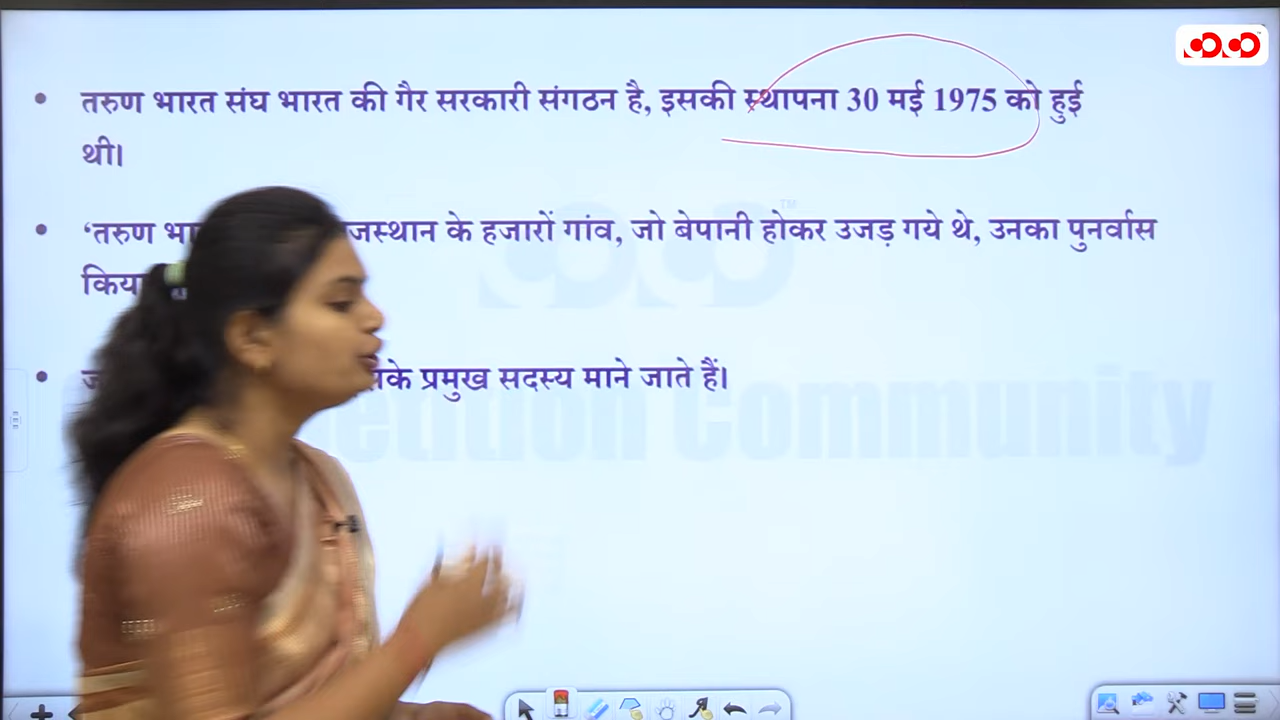 तरुण भारत संघ भारत की गैर सरकारी संगठन है, इसकी स्थापना 30 मई 1975 को हुई
थी।
‘तरुण राजस्थान के हजारों गांव, जो बेपानी होकर उजड़ गये थे, उनका पुनर्वास
किया
के प्रमुख सदस्य माने जाते हैं।
Community